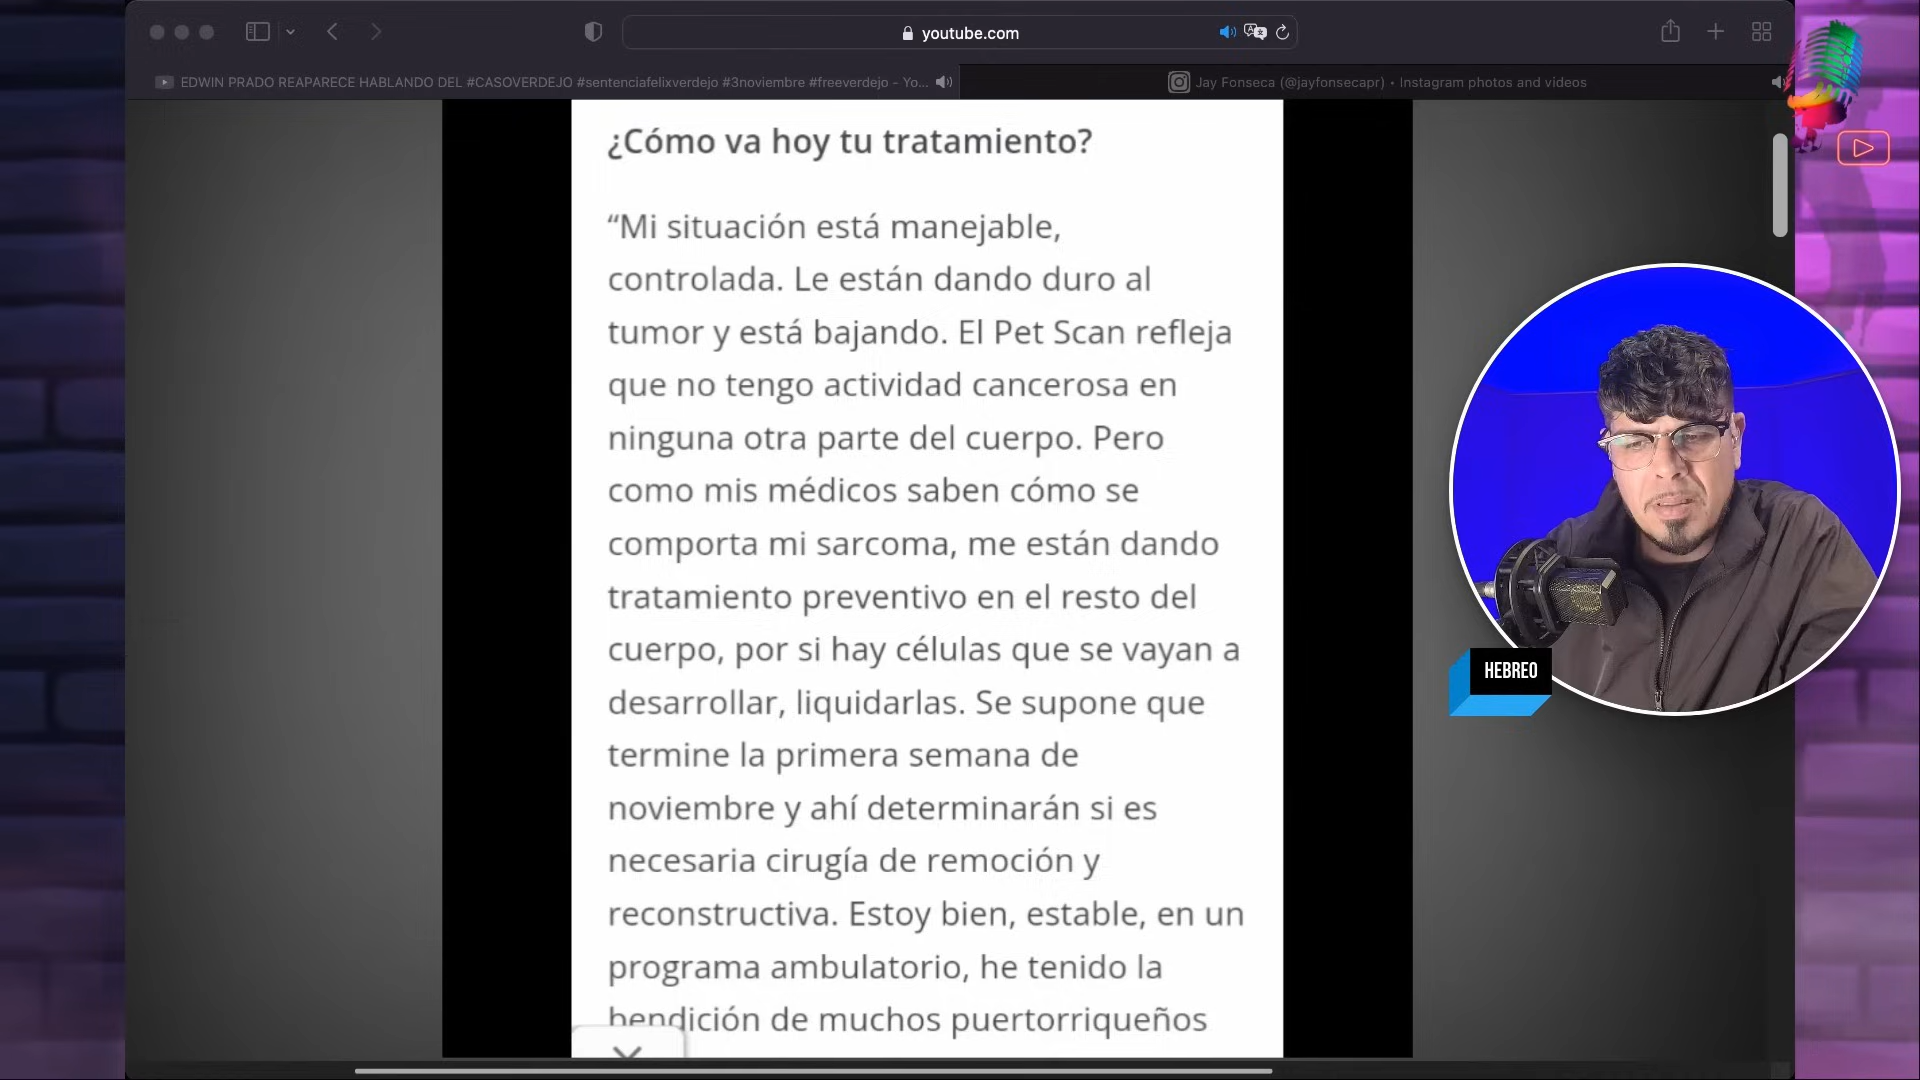 youtube.com
EDWIN PRADO REAPARECE HABLANDO DEL #CASOVERDEJO #sentenciafelixverdejo #3noviembre #freeverdejo - Yo...
Jay Fonseca (@jayfonsecapr) • Instagram photos and videos
¿Cómo va hoy tu tratamiento?
“Mi situación está manejable,
controlada. Le están dando duro al
tumor y está bajando. El Pet Scan refleja
que no tengo actividad cancerosa en
ninguna otra parte del cuerpo. Pero
como mis médicos saben cómo se
comporta mi sarcoma, me están dando
tratamiento preventivo en el resto del
cuerpo, por si hay células que se vayan a
desarrollar, liquidarlas. Se supone que
termine la primera semana de
noviembre y ahí determinarán si es
necesaria cirugía de remoción y
reconstructiva. Estoy bien, estable, en un
programa ambulatorio, he tenido la
bendición de muchos puertorriqueños
HEBREO